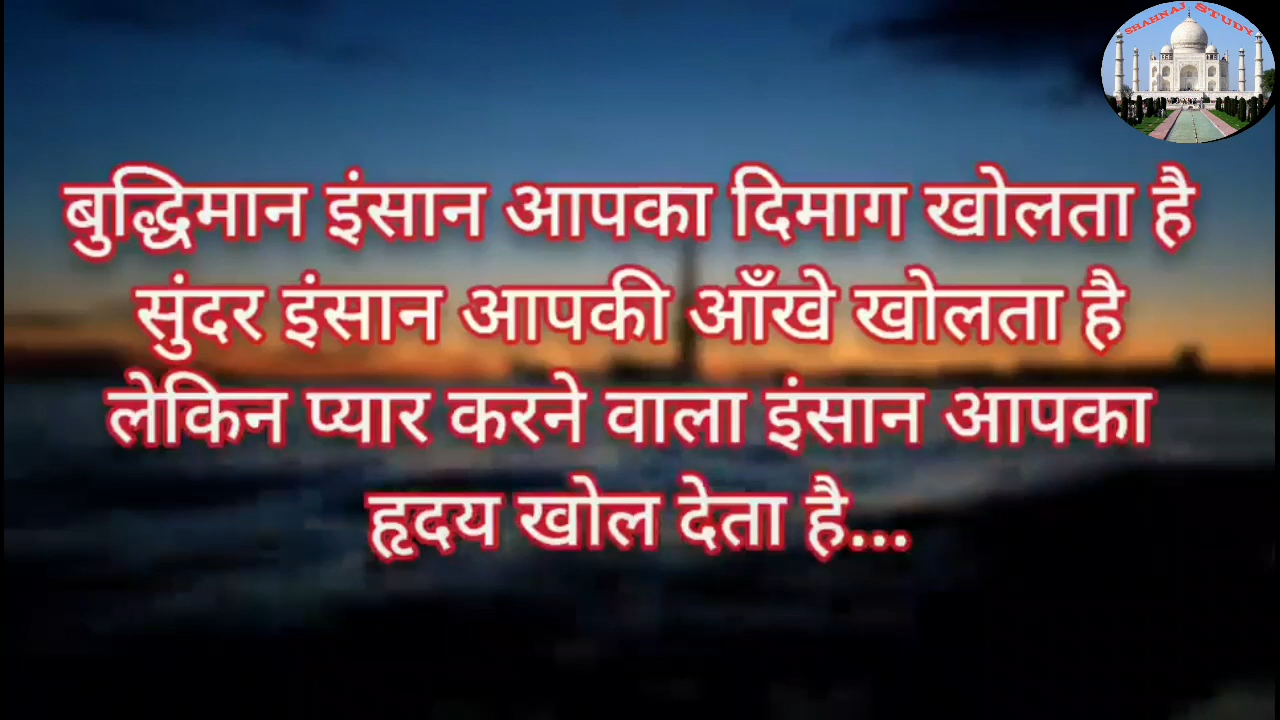 SHAHNAJ STUDY
बुद्धिमान इंसान आपका दिमाग खोलता है
सुंदर इंसान आपकी आँखे खोलता है
लेकिन प्यार करने वाला इंसान आपका
हृदय खोल देता है...